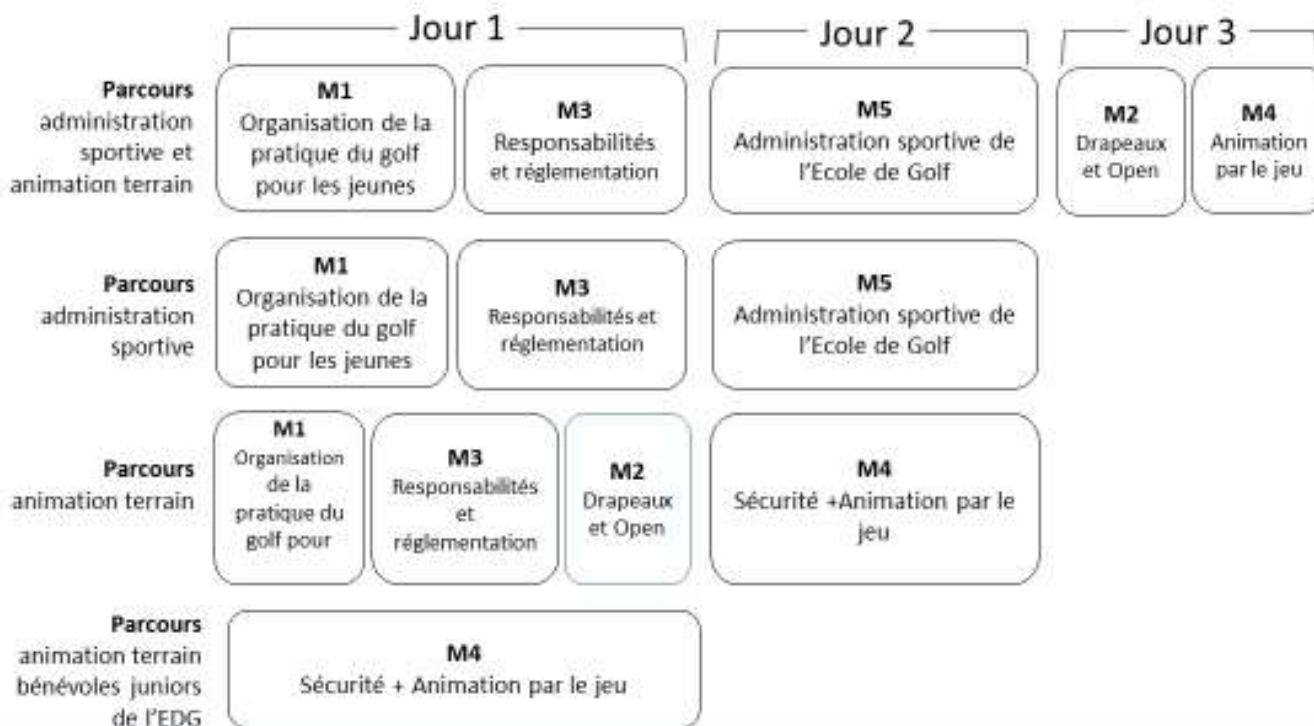 Jour 1
Jour 2
Jour 3
Parcours
administration
sportive et
animation terrain
M1
Organisation de la
pratique du golf
pour les jeunes
M3
Responsabilités
et réglementation
M5
Administration sportive de
l'Ecole de Golf
M2
Drapeaux
et Open
M4
Animation
par le jeu
Parcours
administration
sportive
M1
Organisation de la
pratique du golf
pour les jeunes
M3
Responsabilités et
réglementation
M5
Administration sportive de
l'Ecole de Golf
Parcours
animation terrain
M1
Organisation
de la
pratique du
golf pour
M3
Responsabilités
et
réglementation
M2
Drapeaux
et Open
M4
Sécurité +Animation par le
jeu
Parcours
animation terrain
bénévoles juniors
de l'EDG
M4
Sécurité + Animation par le jeu